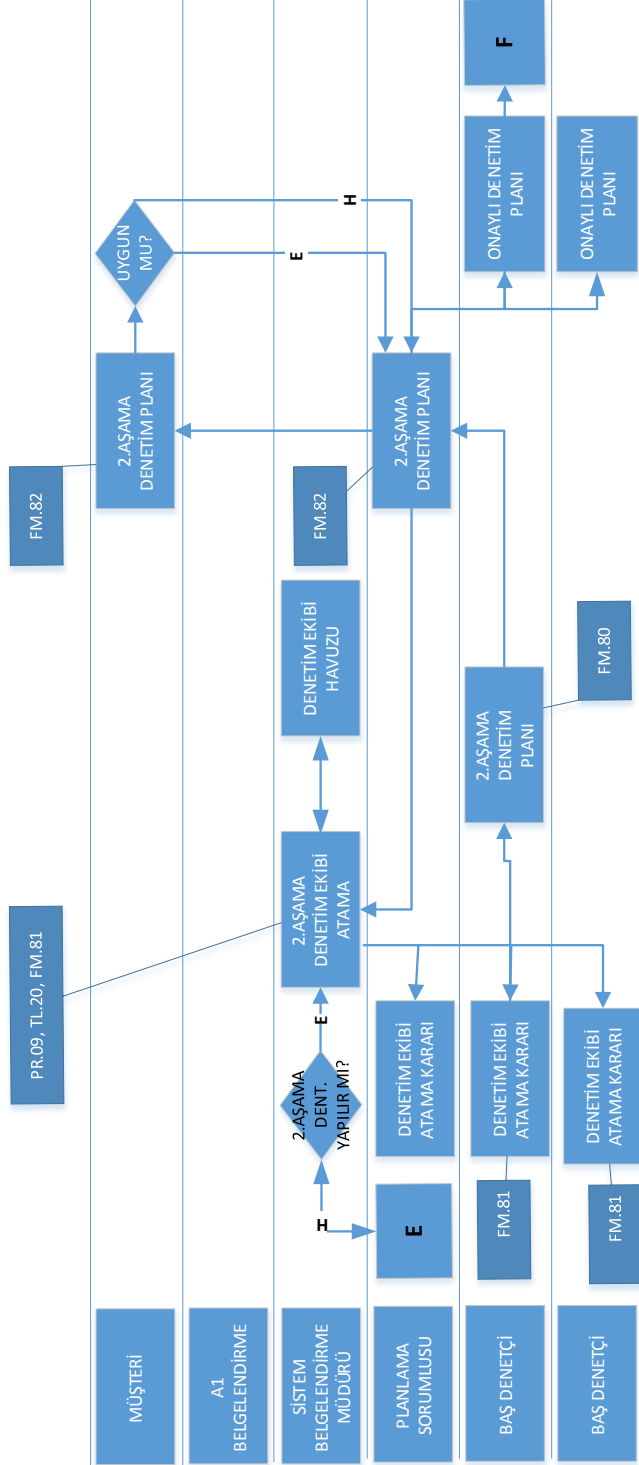 PR.09, TL.20, FM.81
FM.82
MÜŞTERİ
2.AŞAMA
DENETİM PLANI
UYGUN
MU?
A1
BELGELENDİRME
SİSTEM
BELGELENDİRME
MÜDÜRÜ
H
2.AŞAMA
DENT.
YAPILIR MI?
E
2.AŞAMA
DENETİM EKİBİ
ATAMA
DENETİM EKİBİ
HAVUZU
FM.82
E
H
PLANLAMA
SORUMLUSU
E
DENETİM EKİBİ
ATAMA KARARI
2.AŞAMA
DENETİM PLANI
BAŞ DENETÇİ
FM.81
DENETİM EKİBİ
ATAMA KARARI
2.AŞAMA
DENETİM
PLANI
ONAYLI DENETİM
PLANI
F
BAŞ DENETÇİ
FM.81
DENETİM EKİBİ
ATAMA KARARI
FM.80
ONAYLI DENETİM
PLANI